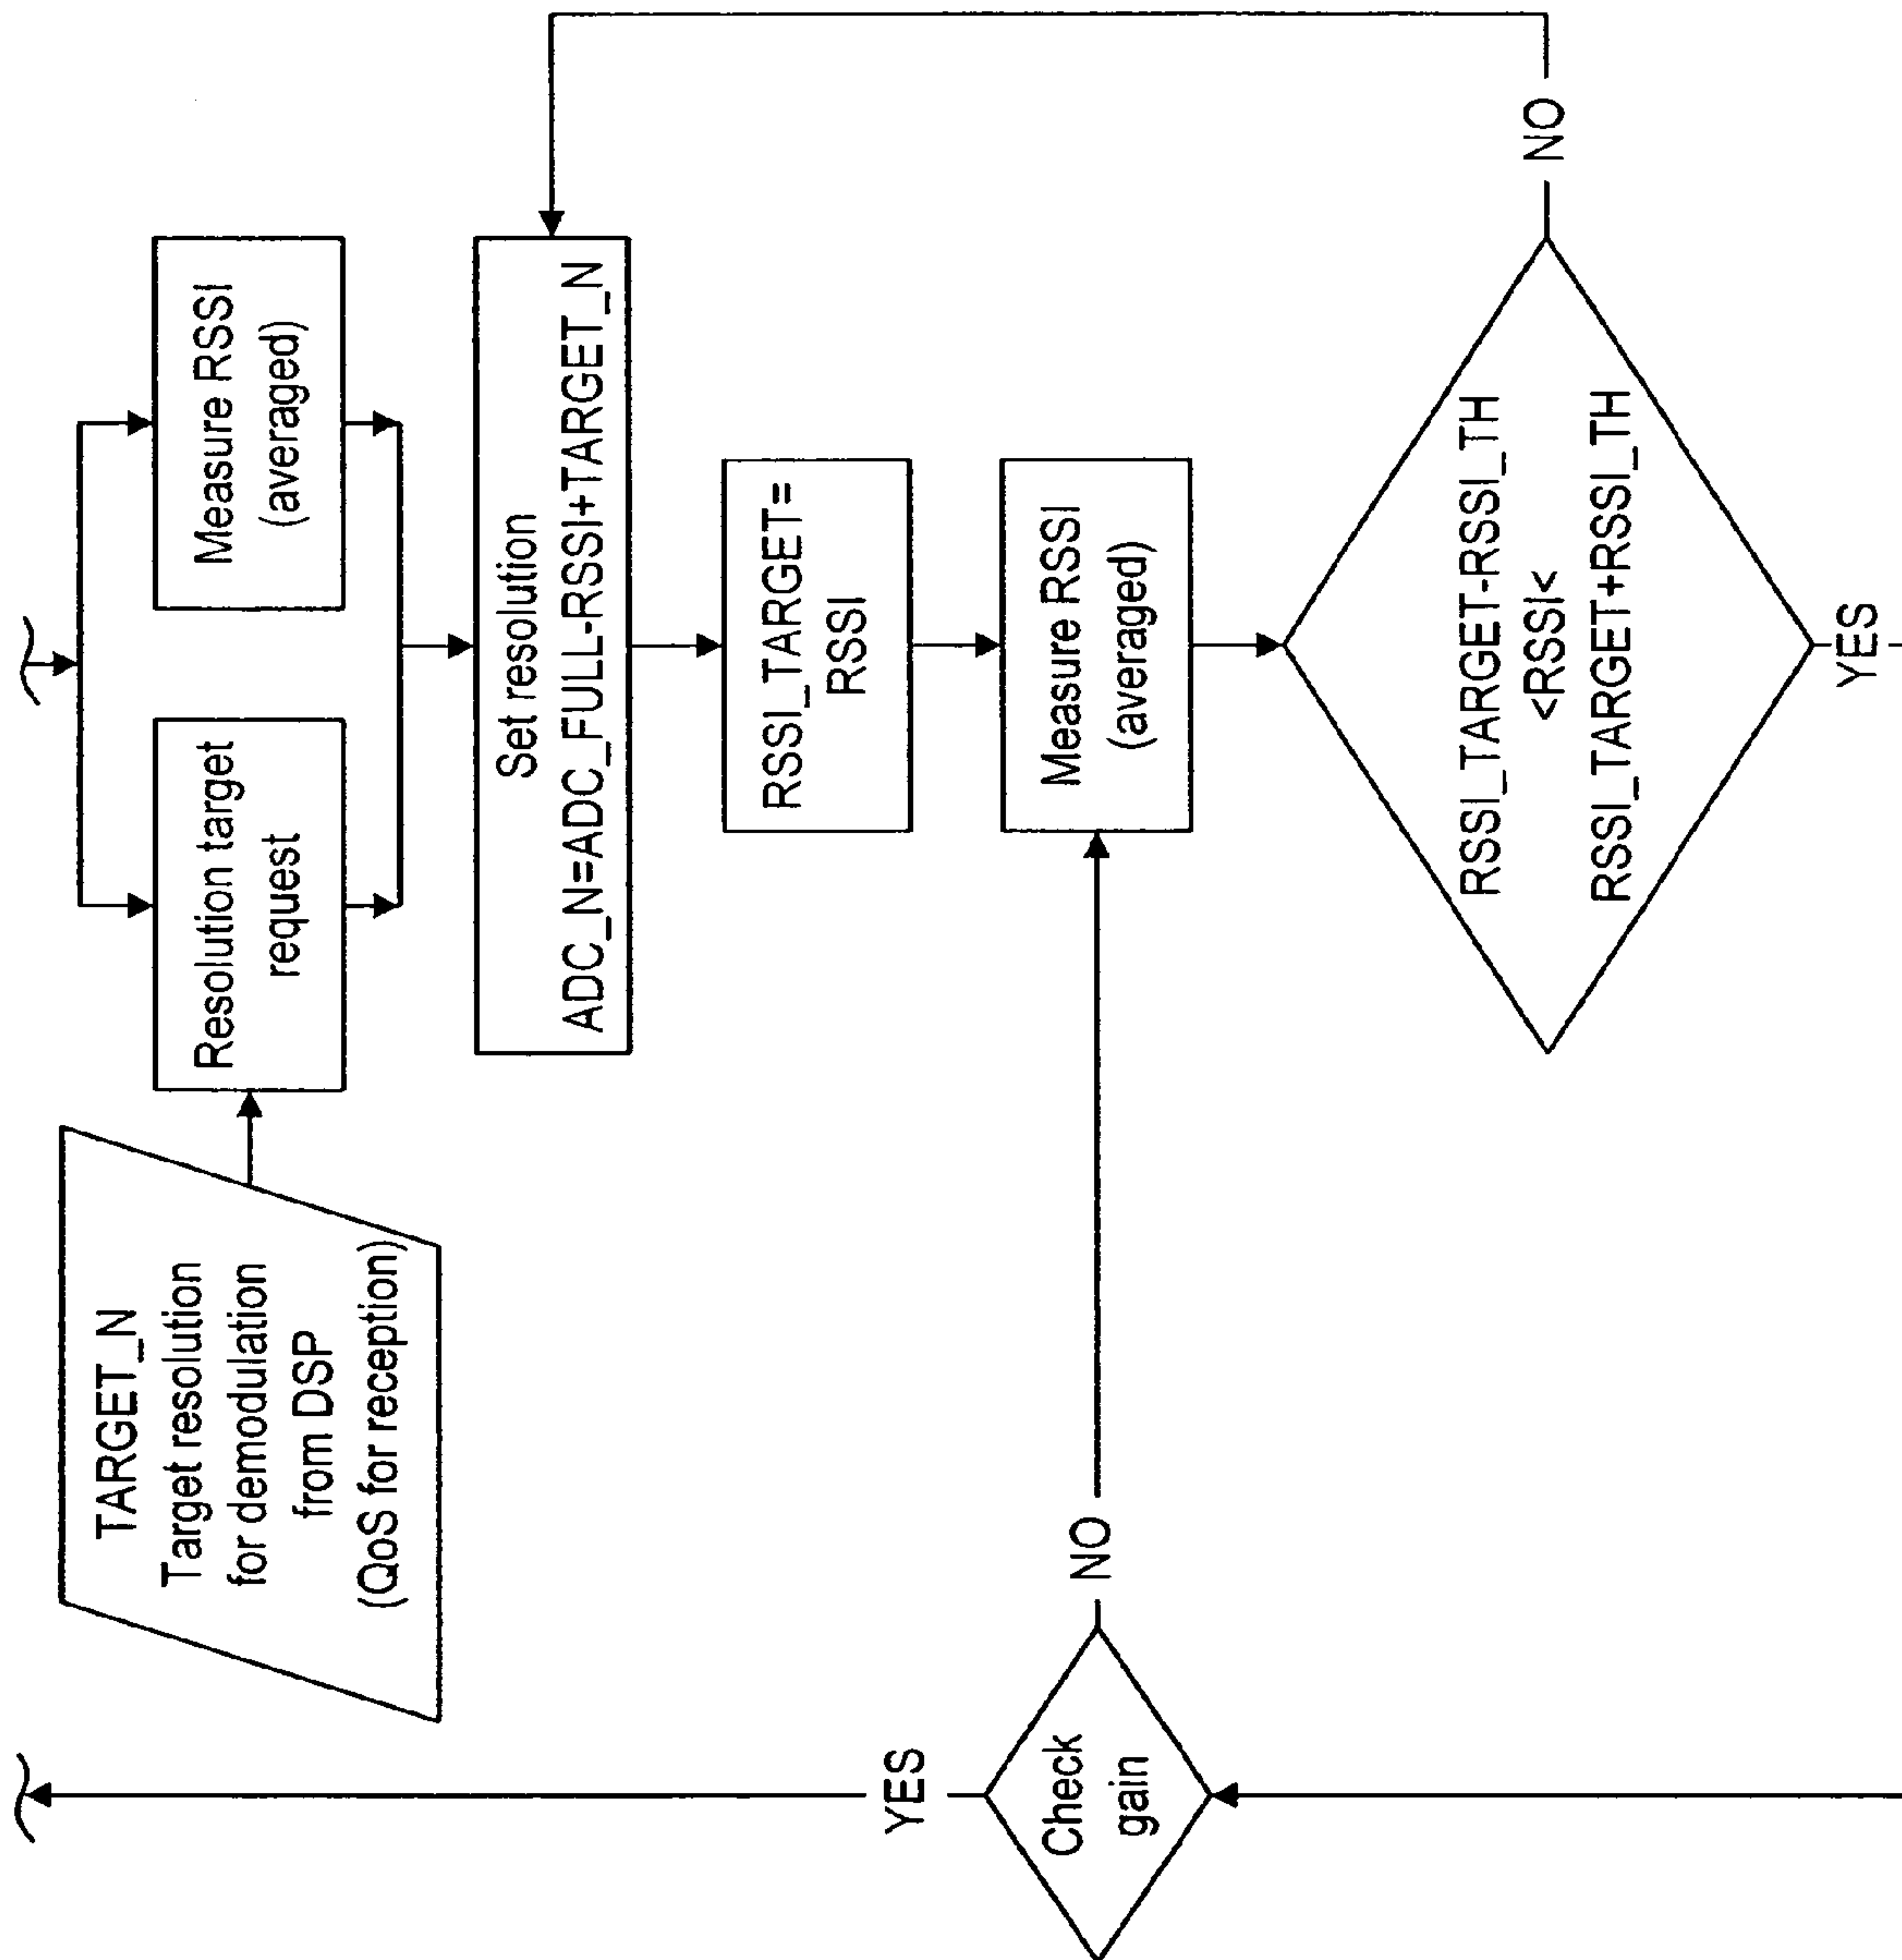 TARGET_N
Target resolution
for demodulation
from DSP
(QoS for reception)
Resolution target
request
Measure RSSI
(averaged)
Set resolution
ADC_N=ADC_FULL-RSSI+TARGET_N
RSSI_TARGET=
RSSI
Measure RSSI
(averaged)
RSSI_TARGET-RSSI_TH
<RSSI<
RSSI_TARGET+RSSI_TH
NO
YES
Check
gain
YES
NO